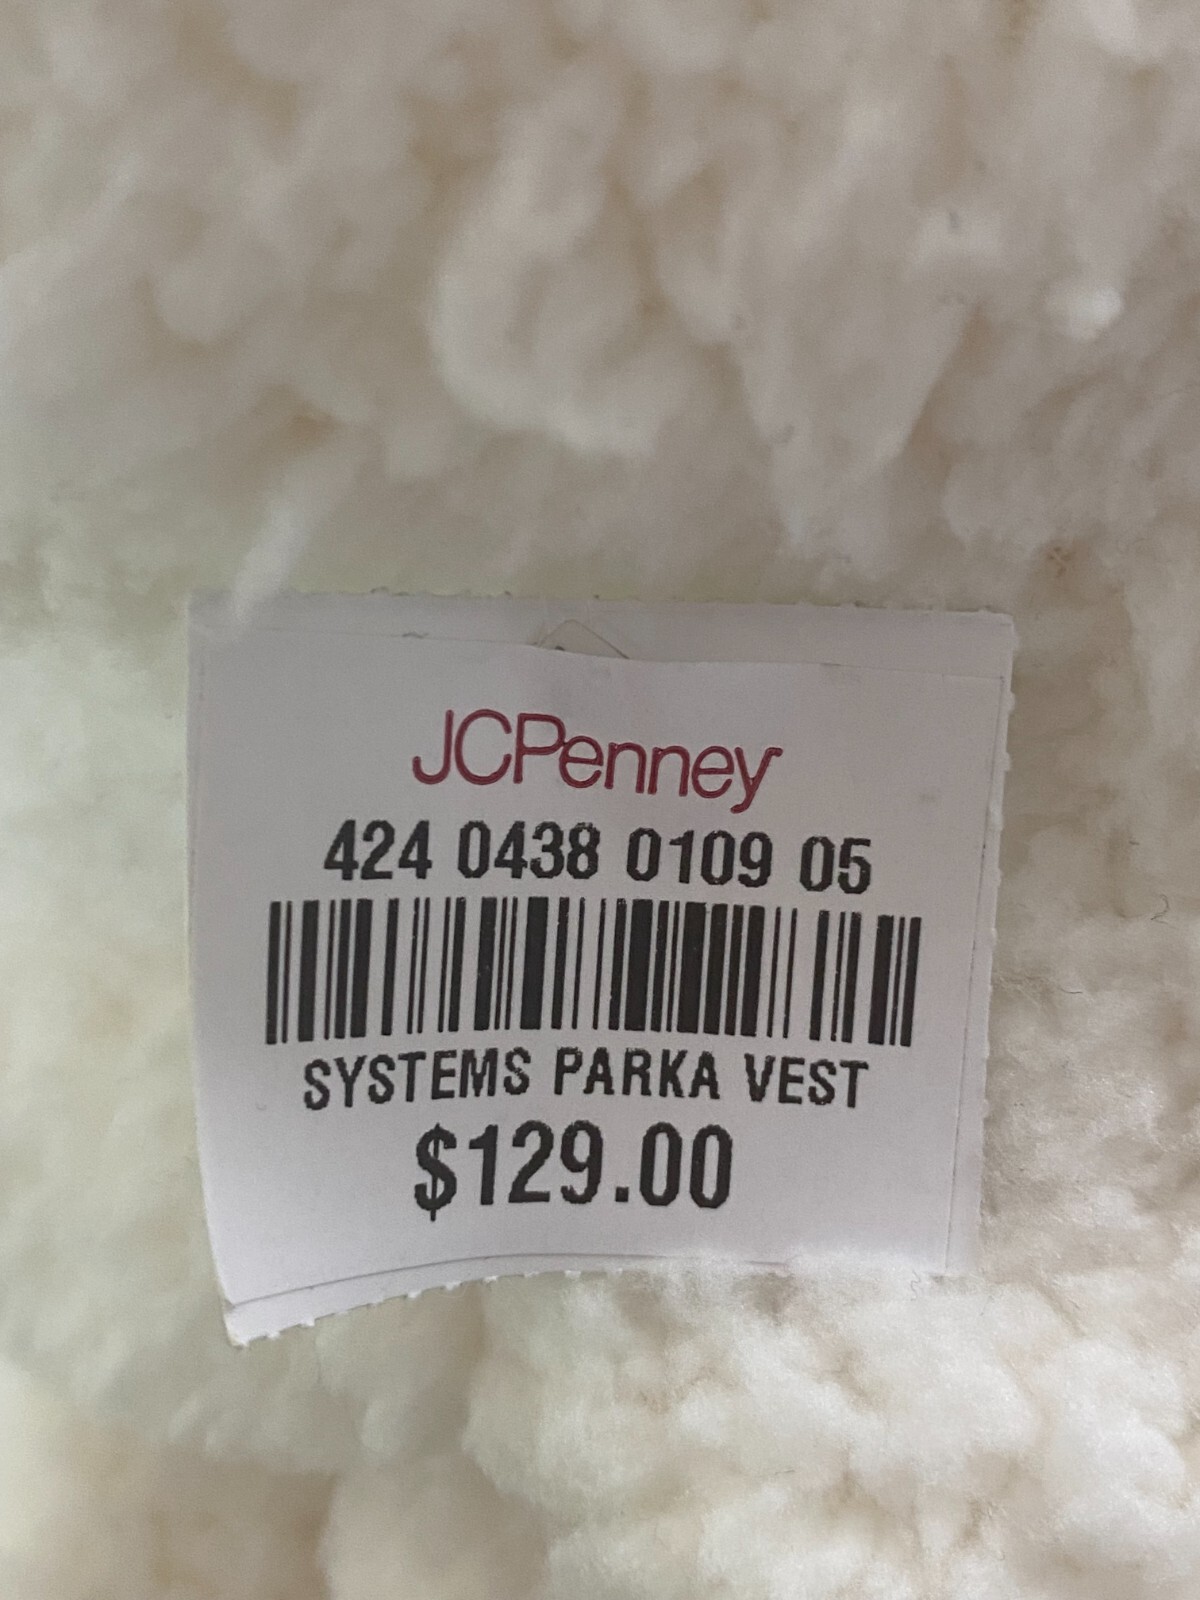 JCPenney
424 0438 0109 05
SYSTEMS PARKA VEST
$129.00